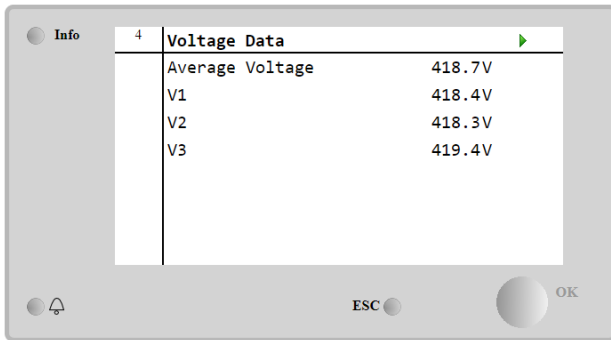 Info
4 Voltage Data
Average Voltage 418.7V
V1 418.4V
V2 418.3V
V3 419.4V
ESC
OK